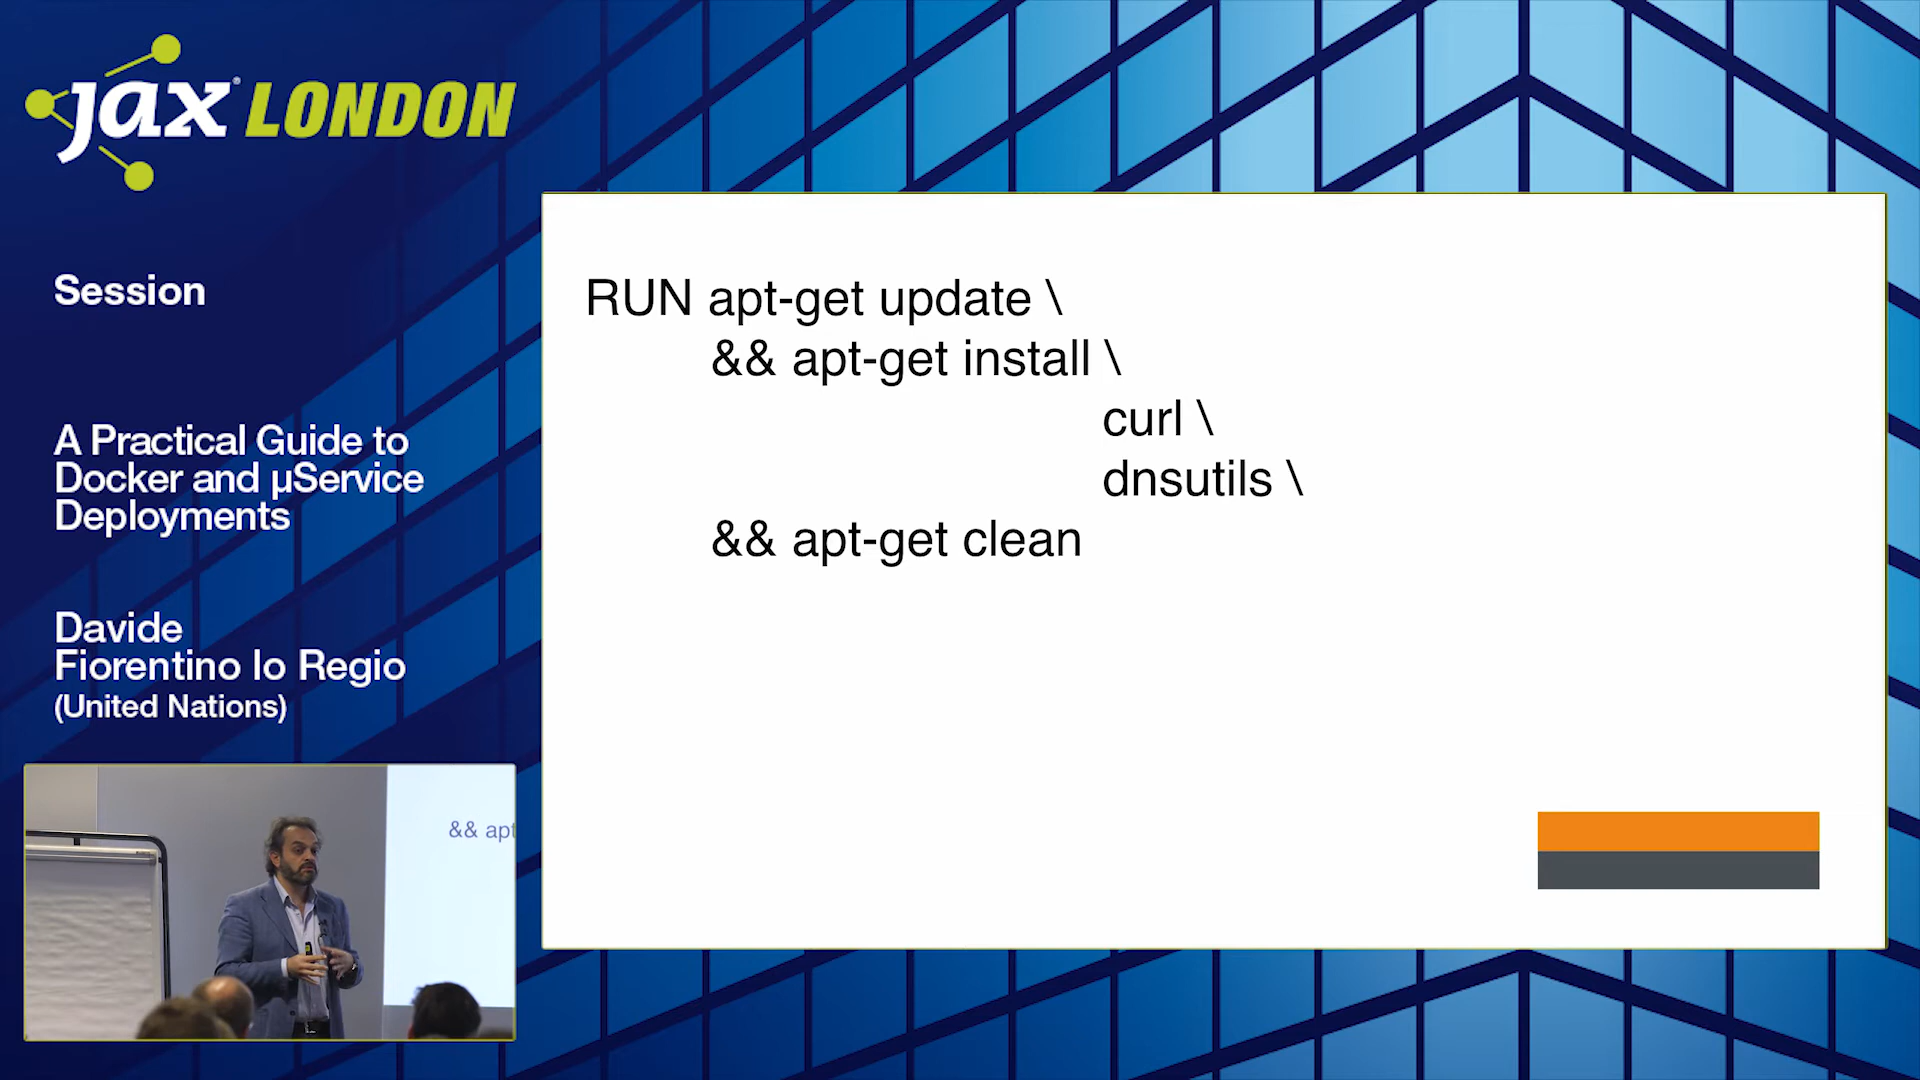 jax LONDON
Session
A Practical Guide to
Docker and µService
Deployments
Davide
Fiorentino lo Regio
(United Nations)
RUN apt-get update \
&& apt-get install \
curl \
dnsutils \
&& apt-get clean
&& apt